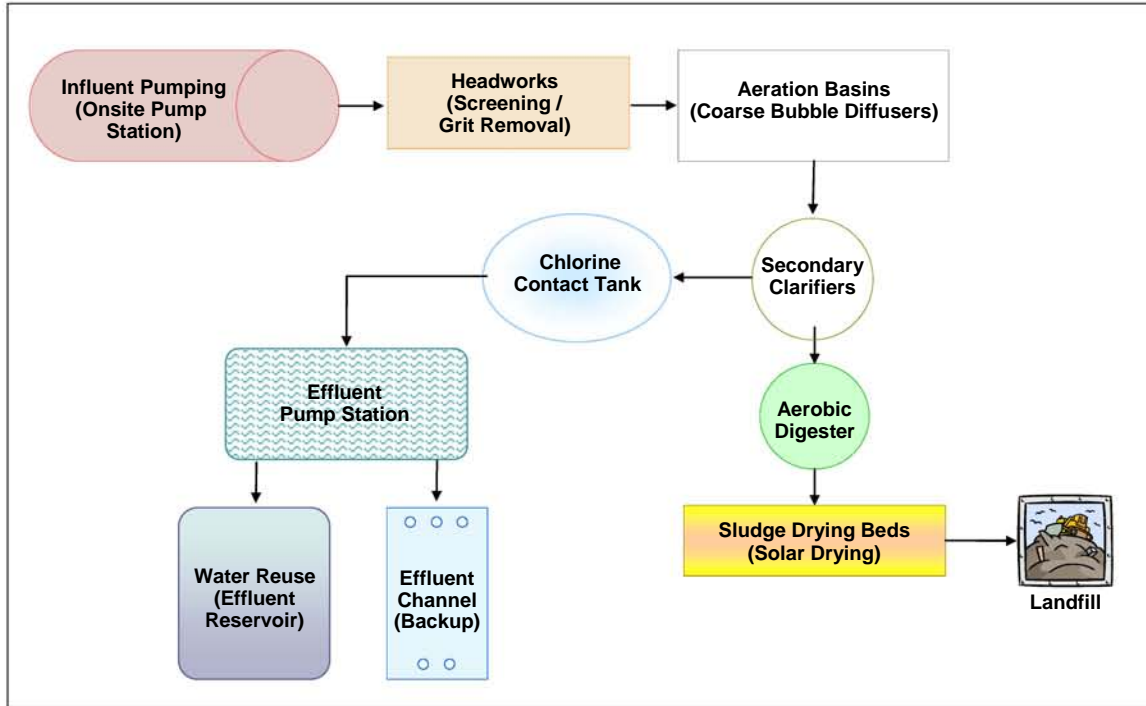 Influent Pumping
(Onsite Pump
Station)
Headworks
(Screening /
Grit Removal)
Aeration Basins
(Coarse Bubble Diffusers)
Chlorine
Contact Tank
Secondary
Clarifiers
Effluent
Pump Station
Aerobic
Digester
Water Reuse
(Effluent
Reservoir)
Effluent
Channel
(Backup)
Sludge Drying Beds
(Solar Drying)
Landfill